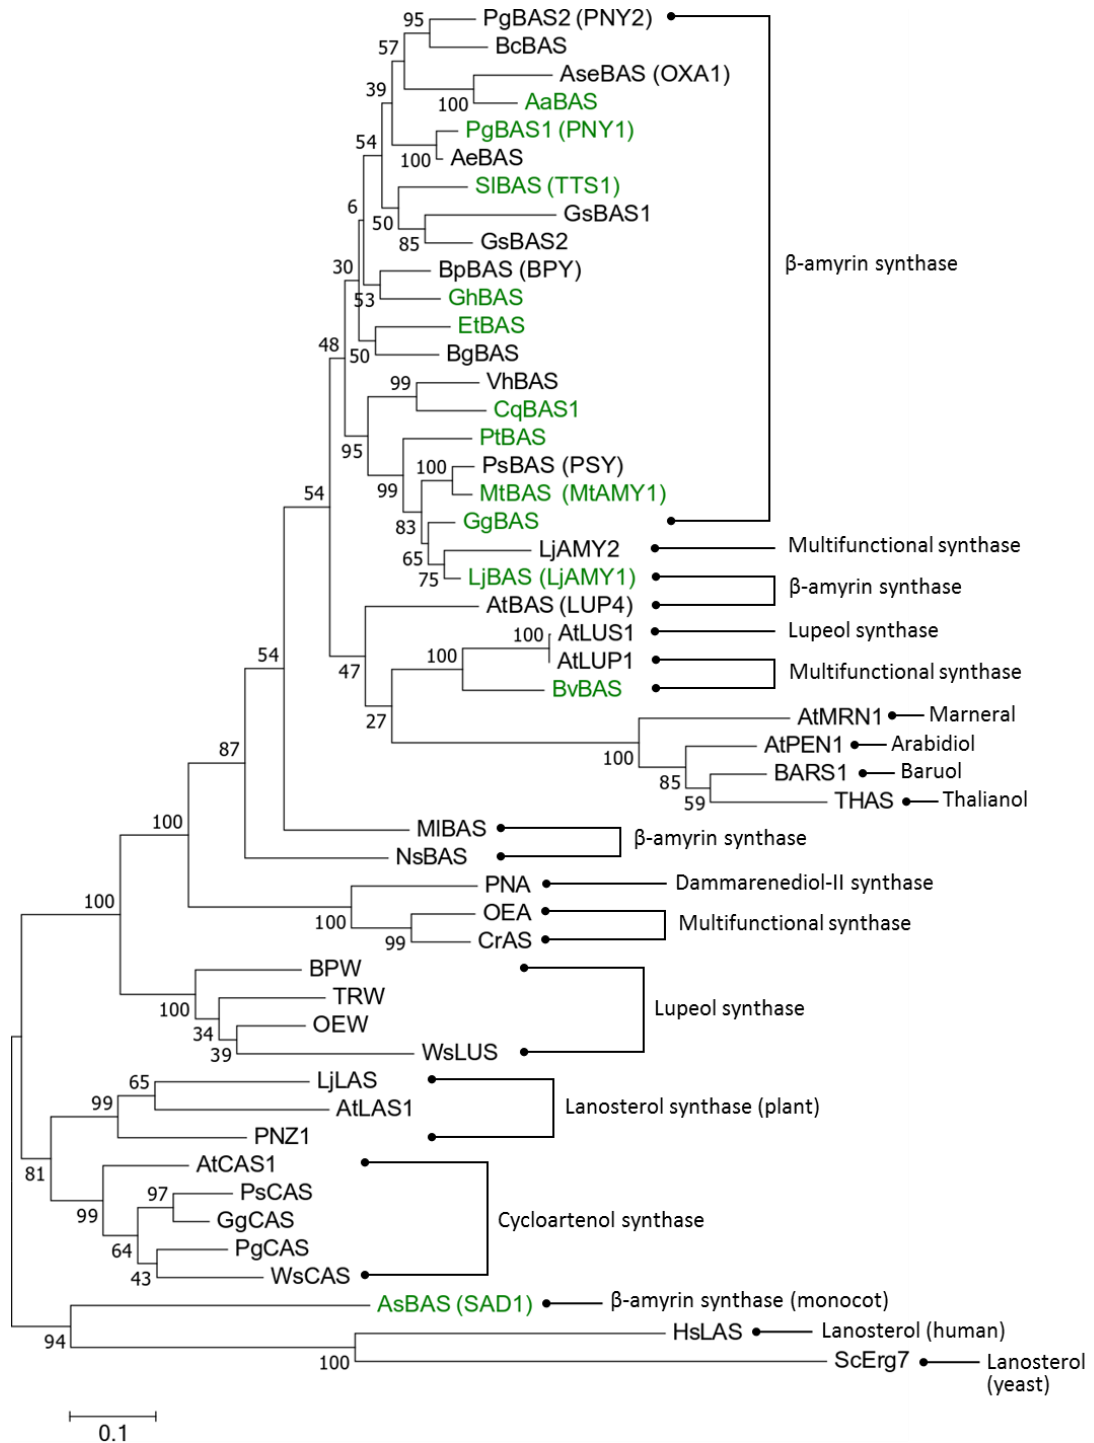 95
PgBAS2 (PNY2)
57
BcBAS
AseBAS (OXA1)
39
100
AaBAS
PgBAS1 (PNY1)
54
100
AeBAS
SlBAS (TTS1)
6
50
GsBAS1
85
GsBAS2
β-amyrin synthase
30
BpBAS (BPY)
53
GhBAS
EtBAS
48
50
BgBAS
99
VhBAS
CqBAS1
95
PtBAS
100
PsBAS (PSY)
99
MtBAS (MtAMY1)
54
83
GgBAS
65
LjAMY2
Multifunctional synthase
75
LjBAS (LjAMY1)
β-amyrin synthase
AtBAS (LUP4)
100
AtLUS1
Lupeol synthase
54
47
100
AtLUP1
Multifunctional synthase
BvBAS
27
AtMRN1
Marneral
87
100
AtPEN1
Arabidiol
85
BARS1
Baruol
59
THAS
Thalianol
100
MlBAS
β-amyrin synthase
NsBAS
PNA
Dammarenediol-II synthase
100
100
OEA
Multifunctional synthase
99
CrAS
BPW
100
TRW
Lupeol synthase
34
OEW
39
WsLUS
65
LjLAS
99
AtLAS1
Lanosterol synthase (plant)
PNZ1
81
AtCAS1
97
PsCAS
99
GgCAS
Cycloartenol synthase
64
PgCAS
43
WsCAS
AsBAS (SAD1)
β-amyrin synthase (monocot)
94
HsLAS
Lanosterol (human)
100
ScErg7
Lanosterol
(yeast)
0.1